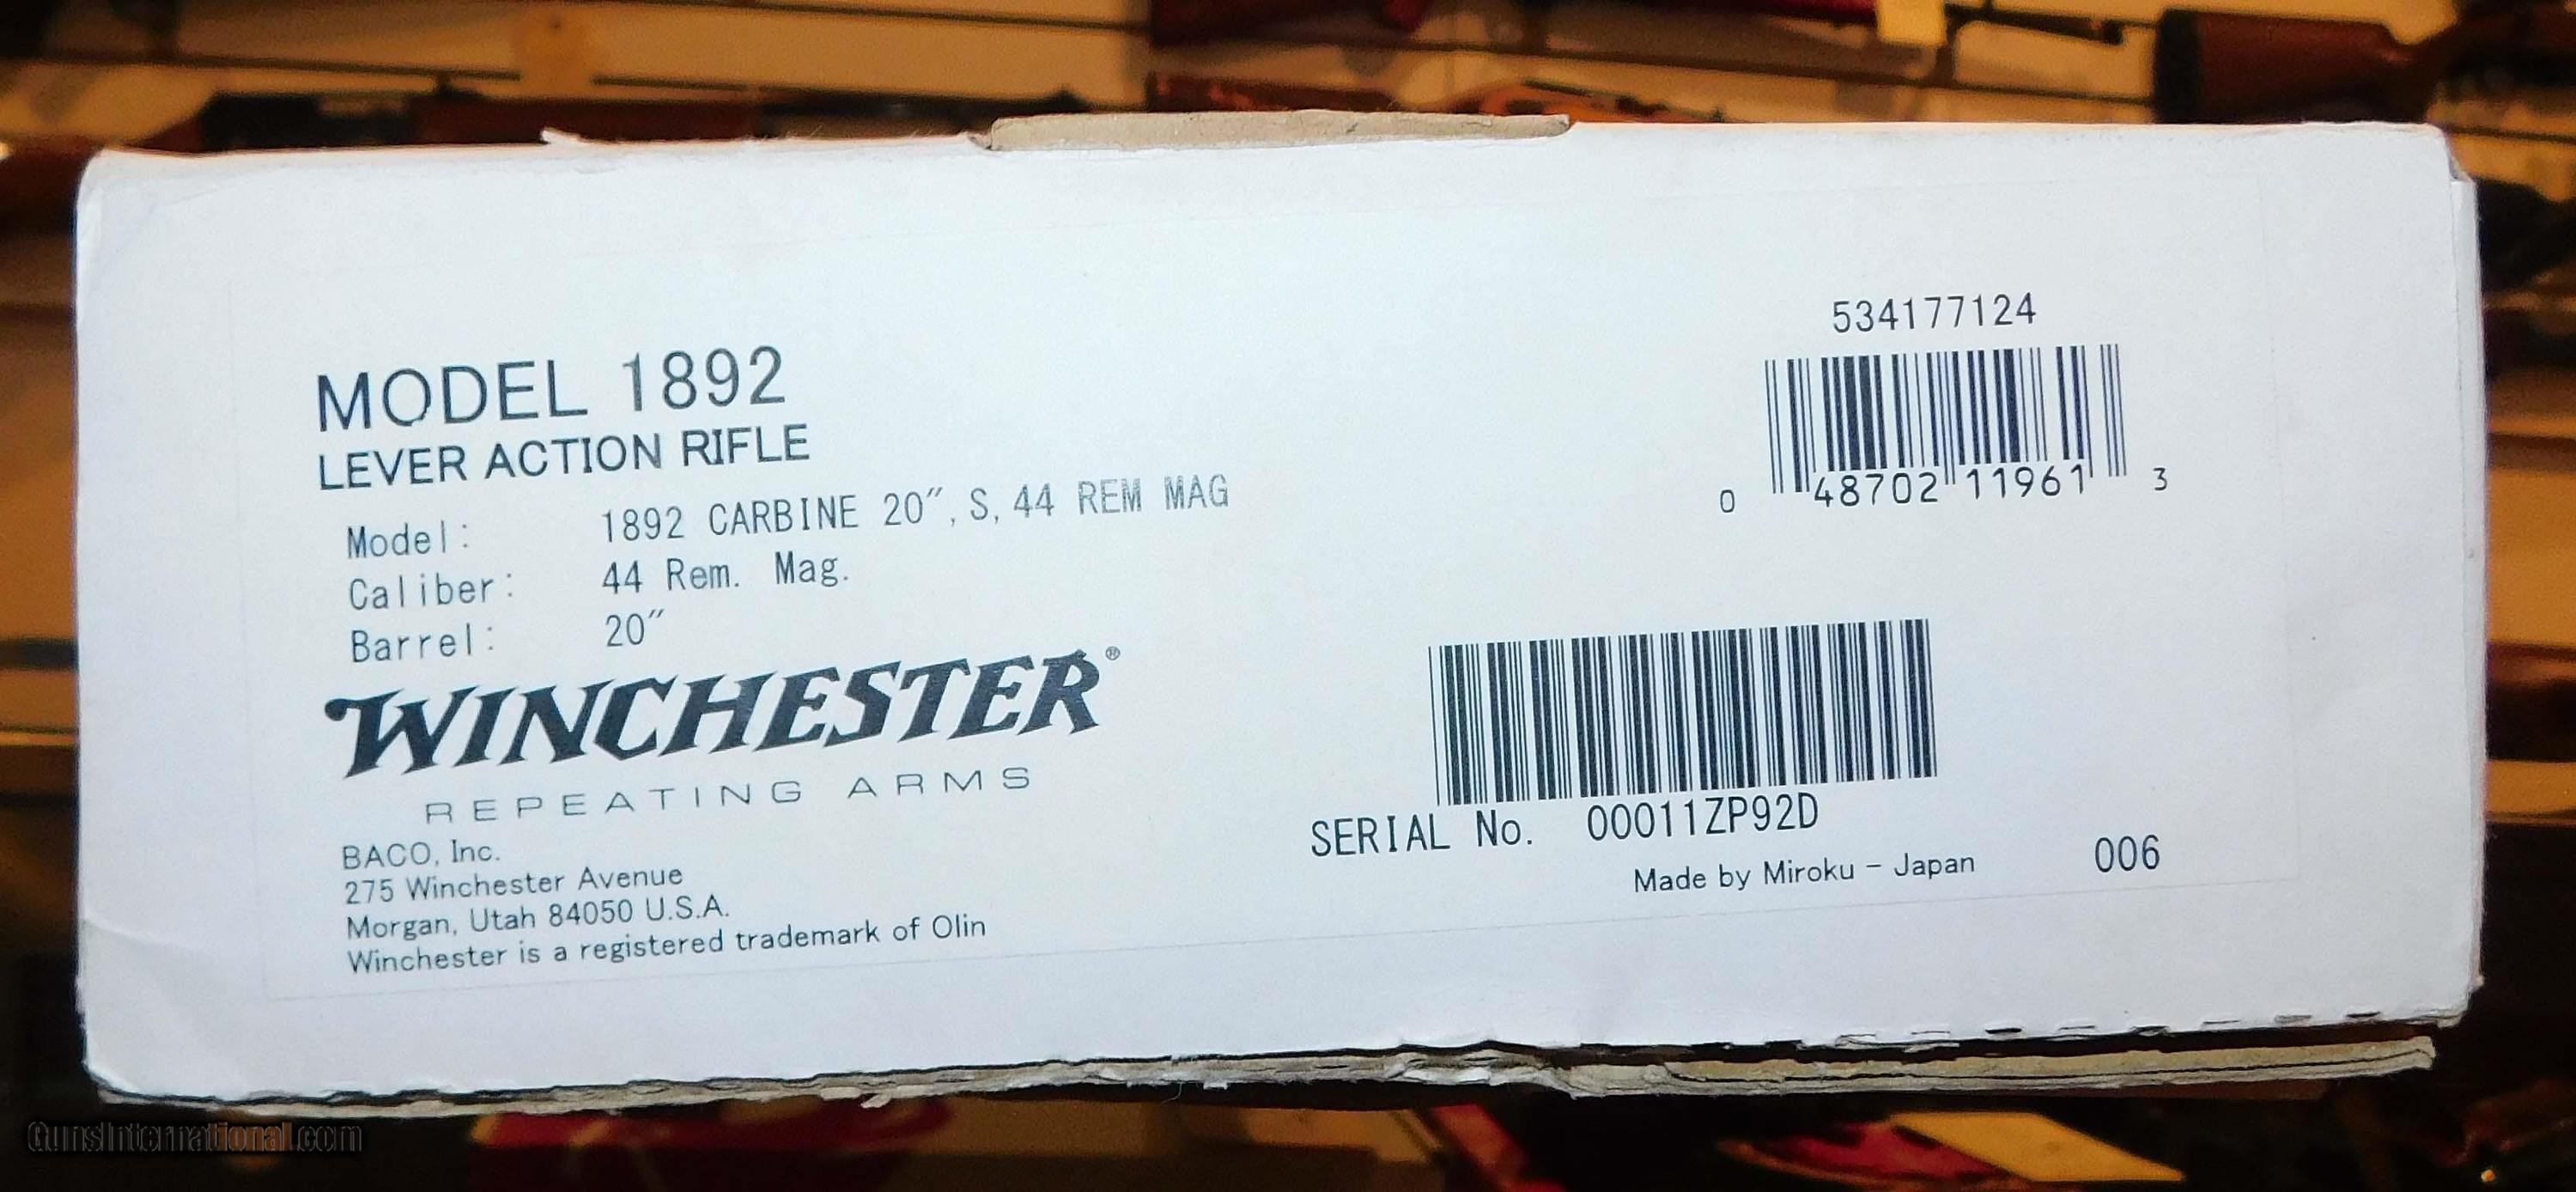 MODEL 1892
LEVER ACTION RIFLE
Model: 1892 CARBINE 20", S, 44 REM MAG
Caliber: 44 Rem. Mag.
Barrel: 20"
WINCHESTER®
REPEATING ARMS
BACO, Inc.
275 Winchester Avenue
Morgan, Utah 84050 U.S.A.
Winchester is a registered trademark of Olin
534177124
0 48702 11961 3
SERIAL No. 00011ZP92D
Made by Miroku - Japan
006
GunsInternational.com